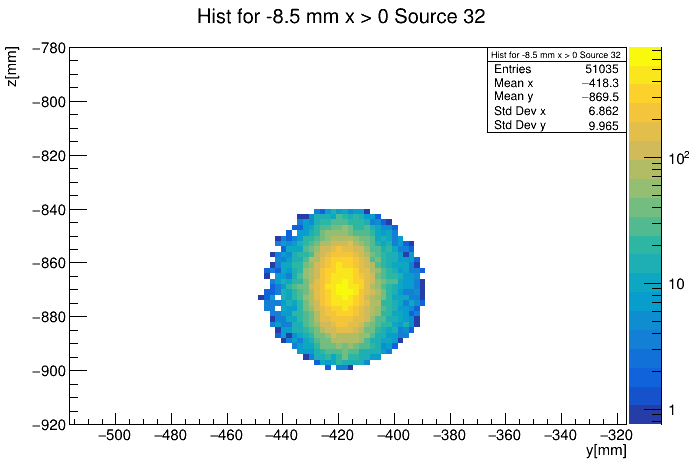 Hist for -8.5 mm x > 0 Source 32
z[mm]
−780
−800
−820
−840
−860
−880
−900
−920
Hist for -8.5 mm x > 0 Source 32
Entries 51035
Mean x −418.3
Mean y −869.5
Std Dev x 6.862
Std Dev y 9.965
10²
10
1
−500 −480 −460 −440 −420 −400 −380 −360 −340 −320
y[mm]